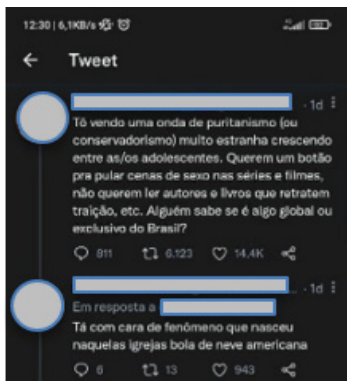 12:30 | 6,1KB/s
Tweet
· 1d
Tô vendo uma onda de puritanismo (ou
conservadorismo) muito estranha crescendo
entre as/os adolescentes. Querem um botão
pra pular cenas de sexo nas séries e filmes,
não querem ler autores e livros que retratem
traição, etc. Alguém sabe se é algo global ou
exclusivo do Brasil?
811 6.123 14.4K
... · 1d
Em resposta a
Tá com cara de fenômeno que nasceu
naquelas igrejas bola de neve americana
6 13 943